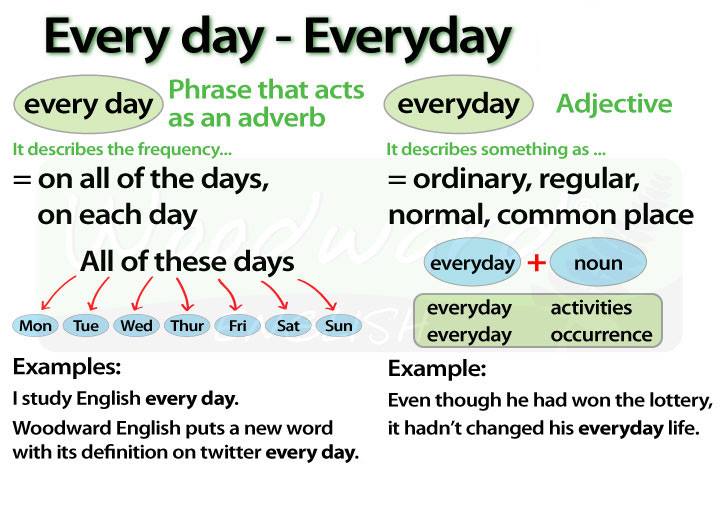 Every day - Everyday
every day
Phrase that acts
as an adverb
It describes the frequency...
= on all of the days,
on each day
All of these days
Mon Tue Wed Thur Fri Sat Sun
Examples:
I study English every day.
Woodward English puts a new word
with its definition on twitter every day.
everyday
Adjective
It describes something as ...
= ordinary, regular,
normal, common place
everyday + noun
everyday activities
everyday occurrence
Example:
Even though he had won the lottery,
it hadn't changed his everyday life.
Woodward
ENGLISH